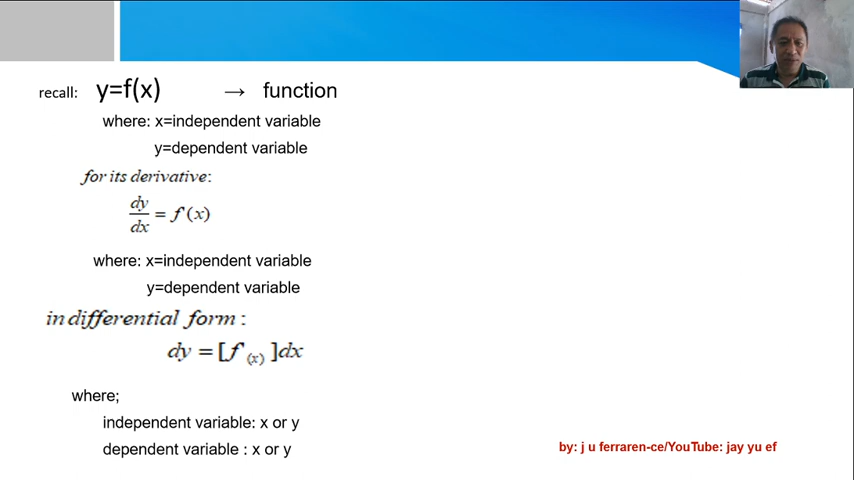 recall: y=f(x) → function
where: x=independent variable
y=dependent variable
for its derivative:
dy/dx = f'(x)
where: x=independent variable
y=dependent variable
in differential form :
dy = [f'(x) ]dx
where;
independent variable: x or y
dependent variable : x or y
by: j u ferraren-ce/YouTube: jay yu ef